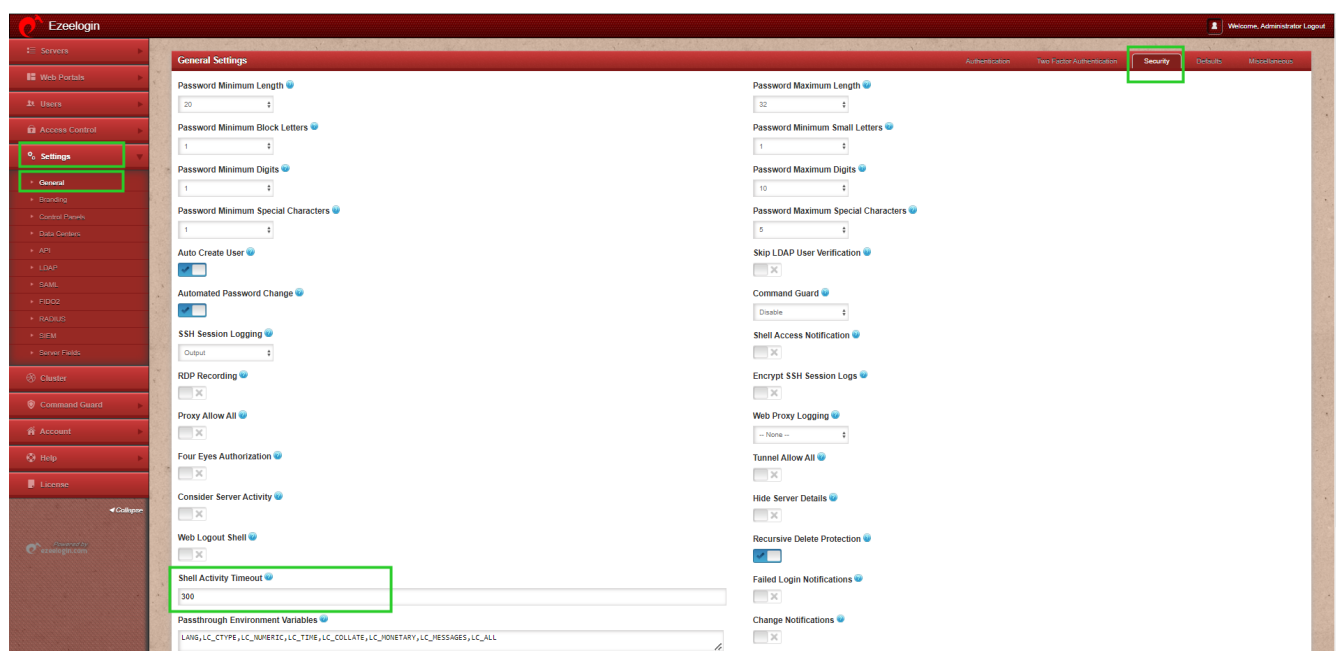 Ezeelogin
Welcome, Administrator Logout
Servers
Web Portals
Users
Access Control
Settings
General
Branding
Control Panels
Data Centers
API
LDAP
SAML
FIDO2
RADIUS
SIEM
Server Fields
Cluster
Command Guard
Account
Help
License
Collapse
Powered by
ezeelogin.com
General Settings
Authentication Two Factor Authentication Security Defaults Miscellaneous
Password Minimum Length
20
Password Maximum Length
32
Password Minimum Block Letters
1
Password Minimum Small Letters
1
Password Minimum Digits
1
Password Maximum Digits
10
Password Minimum Special Characters
1
Password Maximum Special Characters
5
Auto Create User
Skip LDAP User Verification
Automated Password Change
Command Guard
Disable
SSH Session Logging
Output
Shell Access Notification
RDP Recording
Encrypt SSH Session Logs
Proxy Allow All
Web Proxy Logging
-- None --
Four Eyes Authorization
Tunnel Allow All
Consider Server Activity
Hide Server Details
Web Logout Shell
Recursive Delete Protection
Shell Activity Timeout
300
Failed Login Notifications
Passthrough Environment Variables
LANG,LC_CTYPE,LC_NUMERIC,LC_TIME,LC_COLLATE,LC_MONETARY,LC_MESSAGES,LC_ALL
Change Notifications